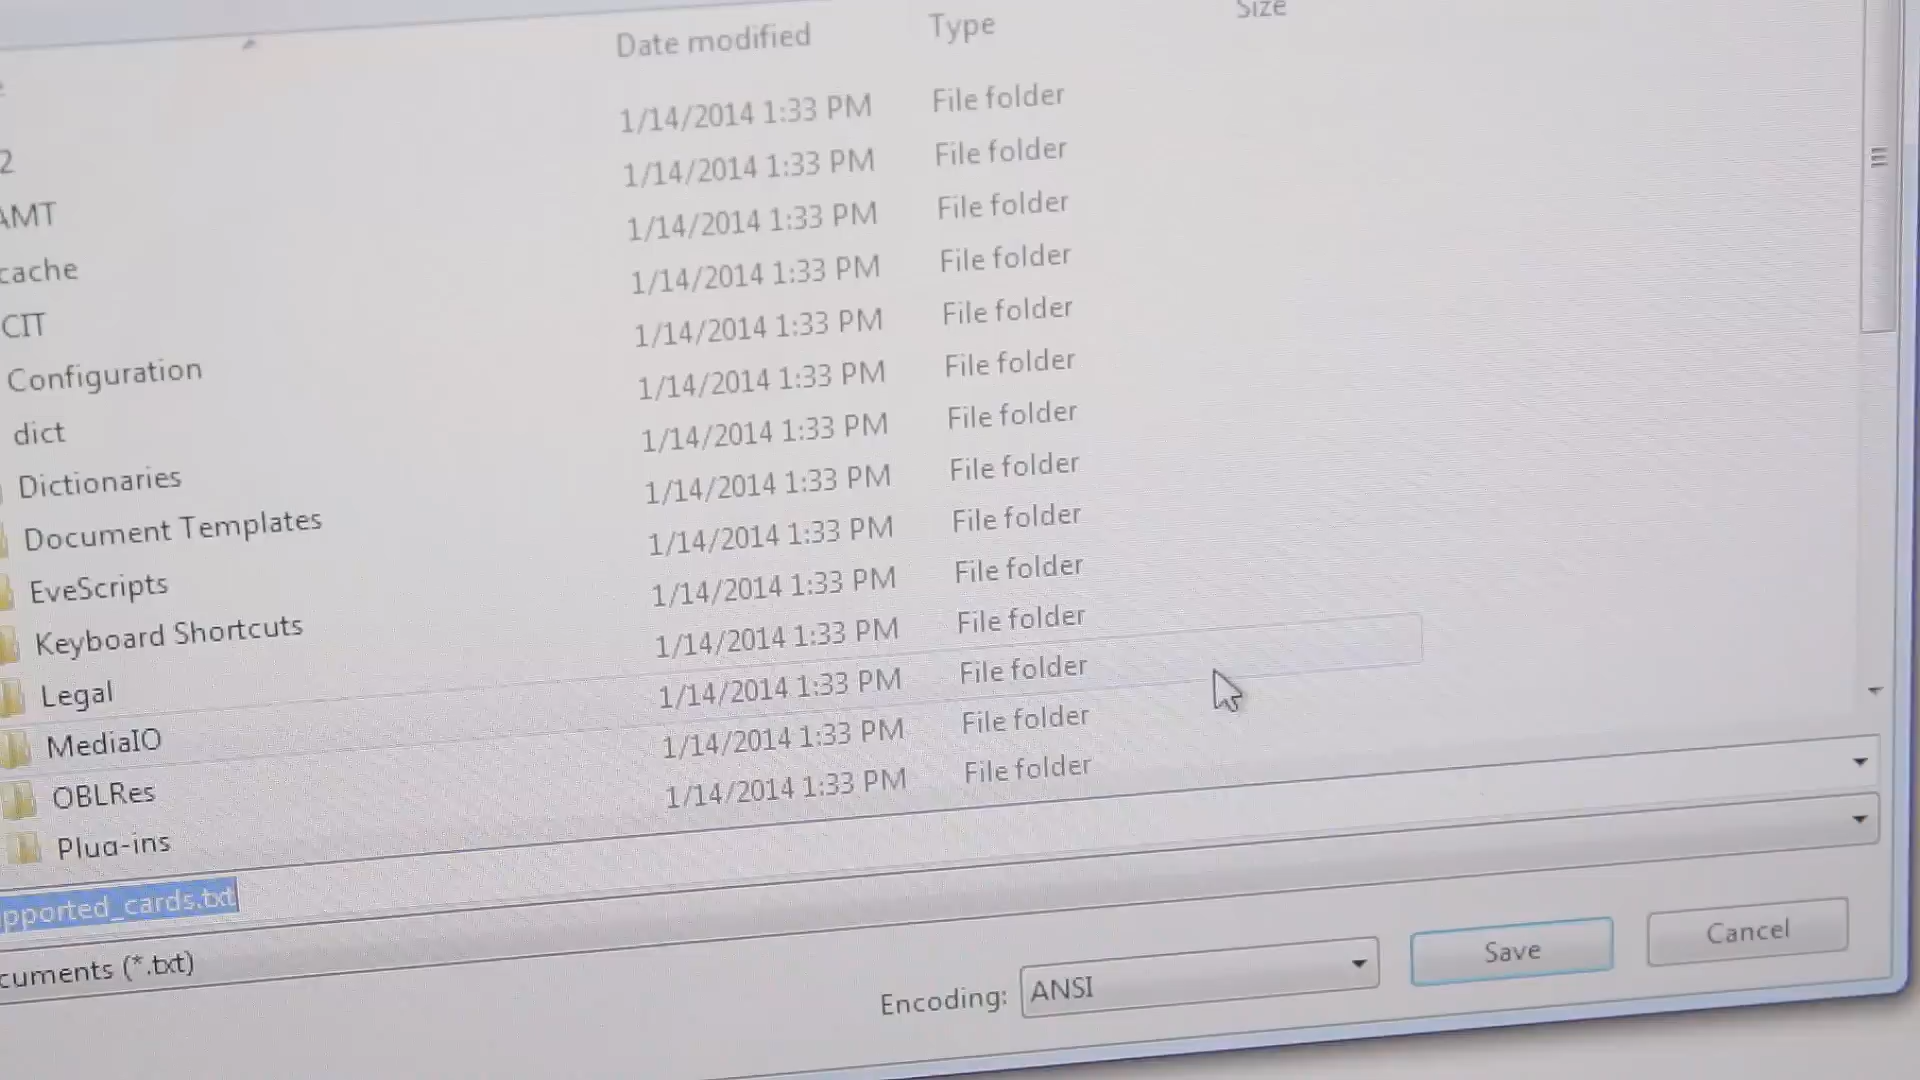 Date modified Type Size
1/14/2014 1:33 PM File folder
2 1/14/2014 1:33 PM File folder
AMT 1/14/2014 1:33 PM File folder
cache 1/14/2014 1:33 PM File folder
CIT 1/14/2014 1:33 PM File folder
Configuration 1/14/2014 1:33 PM File folder
dict 1/14/2014 1:33 PM File folder
Dictionaries 1/14/2014 1:33 PM File folder
Document Templates 1/14/2014 1:33 PM File folder
EveScripts 1/14/2014 1:33 PM File folder
Keyboard Shortcuts 1/14/2014 1:33 PM File folder
Legal 1/14/2014 1:33 PM File folder
MediaIO 1/14/2014 1:33 PM File folder
OBLRes 1/14/2014 1:33 PM File folder
Plug-ins
pported_cards.txt
cuments (*.txt)
Encoding: ANSI Save Cancel